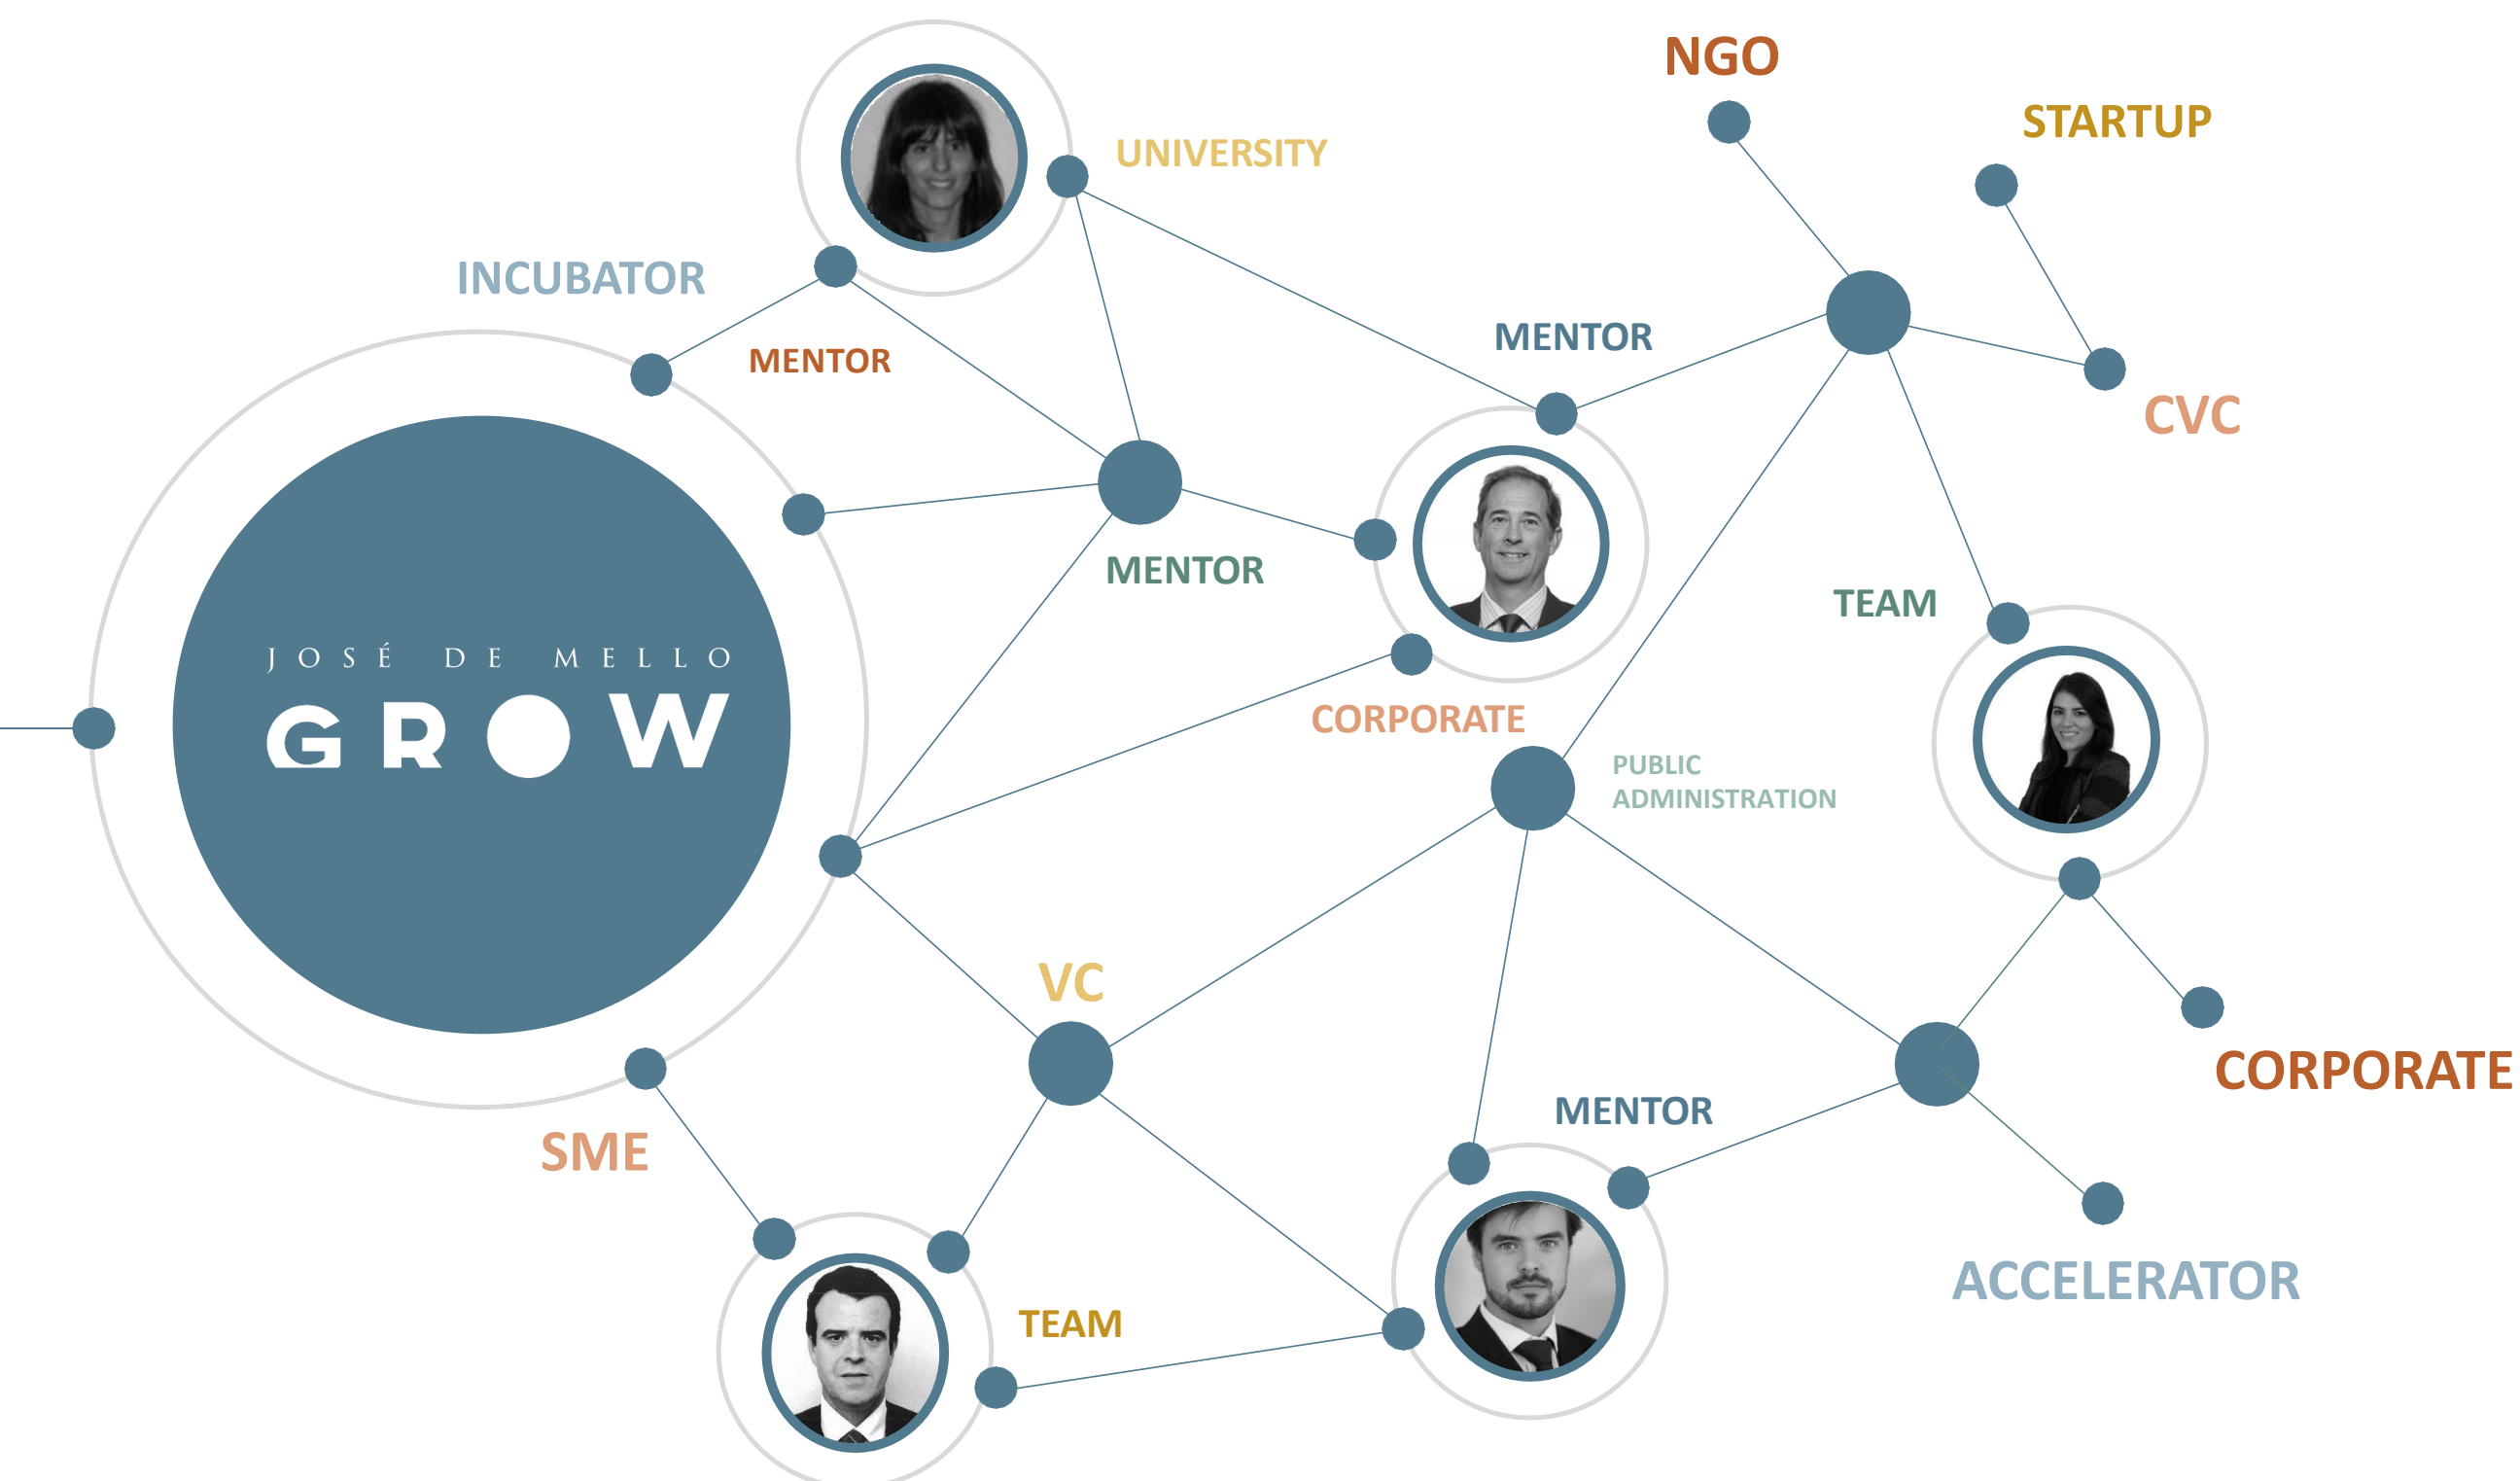 NGO
STARTUP
UNIVERSITY
INCUBATOR
MENTOR
MENTOR
CVC
MENTOR
TEAM
JOSÉ DE MELLO
GROW
CORPORATE
PUBLIC
ADMINISTRATION
VC
CORPORATE
MENTOR
SME
ACCELERATOR
TEAM